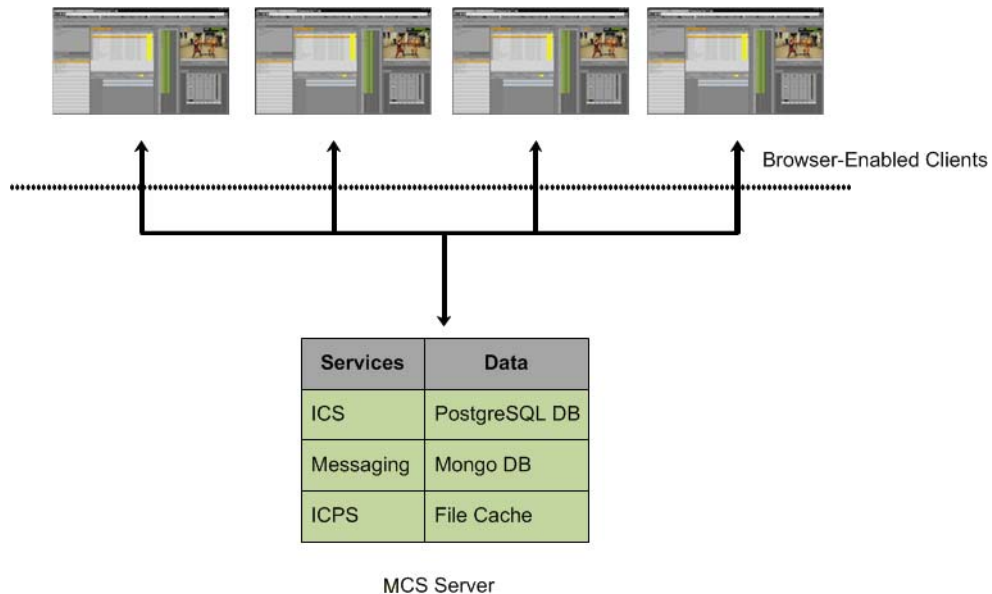 Browser-Enabled Clients
Services Data
ICS PostgreSQL DB
Messaging Mongo DB
ICPS File Cache
MCS Server